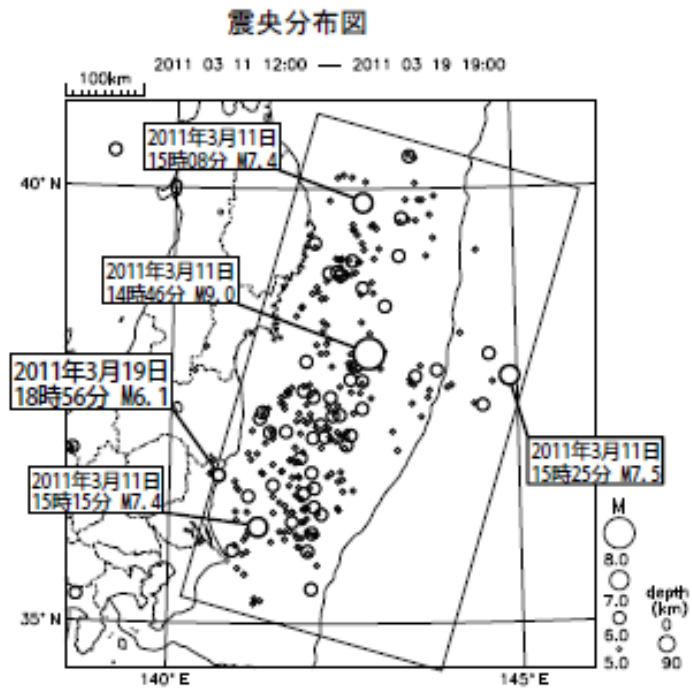 震央分布図
2011 03 11 12:00 — 2011 03 19 19:00
100km
2011年3月11日
15時08分 M7.4
40° N
2011年3月11日
14時46分 M9.0
2011年3月19日
18時56分 M6.1
2011年3月11日
15時25分 M7.5
2011年3月11日
15時15分 M7.4
M
8.0
7.0
6.0
5.0
depth
(km)
0
90
35° N
140° E
145° E